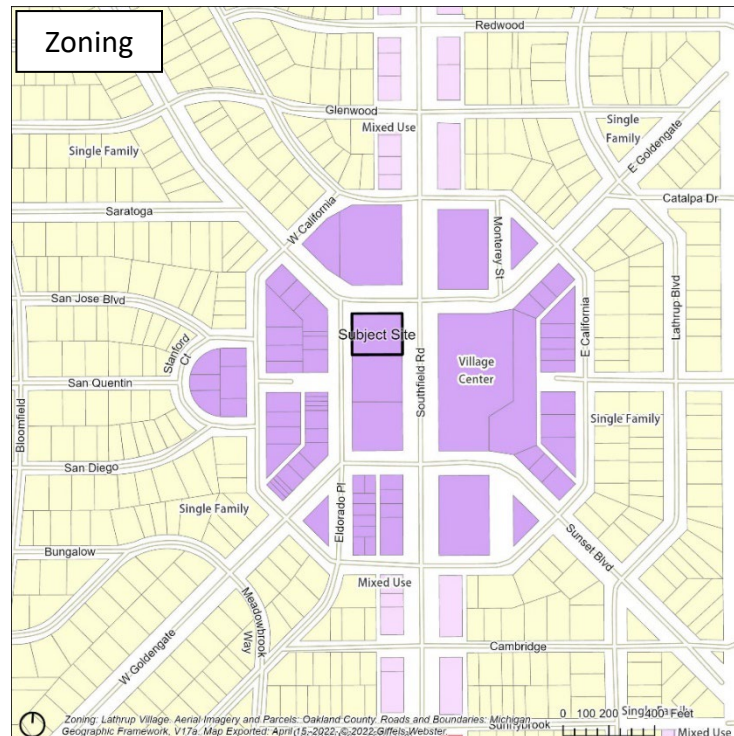 Zoning
Redwood
Glenwood
Mixed Use
Single Family
Single
Family
E Goldengate
Saratoga
W California
Catalpa Dr
Monterey St
San Jose Blvd
Stanford
Ct
Subject Site
Southfield Rd
Village
Center
E California
Lathrup Blvd
San Quentin
Bloomfield
Single Family
San Diego
Single Family
Eldorado Pl
Sunset Blvd
Bungalow
Mixed Use
Meadowbrook
Way
Cambridge
W Goldengate
0 100 200 400 Feet
Single Family
Sunnybrook
Mixed Use
Zoning: Lathrup Village. Aerial Imagery and Parcels: Oakland County. Roads and Boundaries: Michigan
Geographic Framework, V17a. Map Exported: April 15, 2022. © 2022 Giffels Webster.